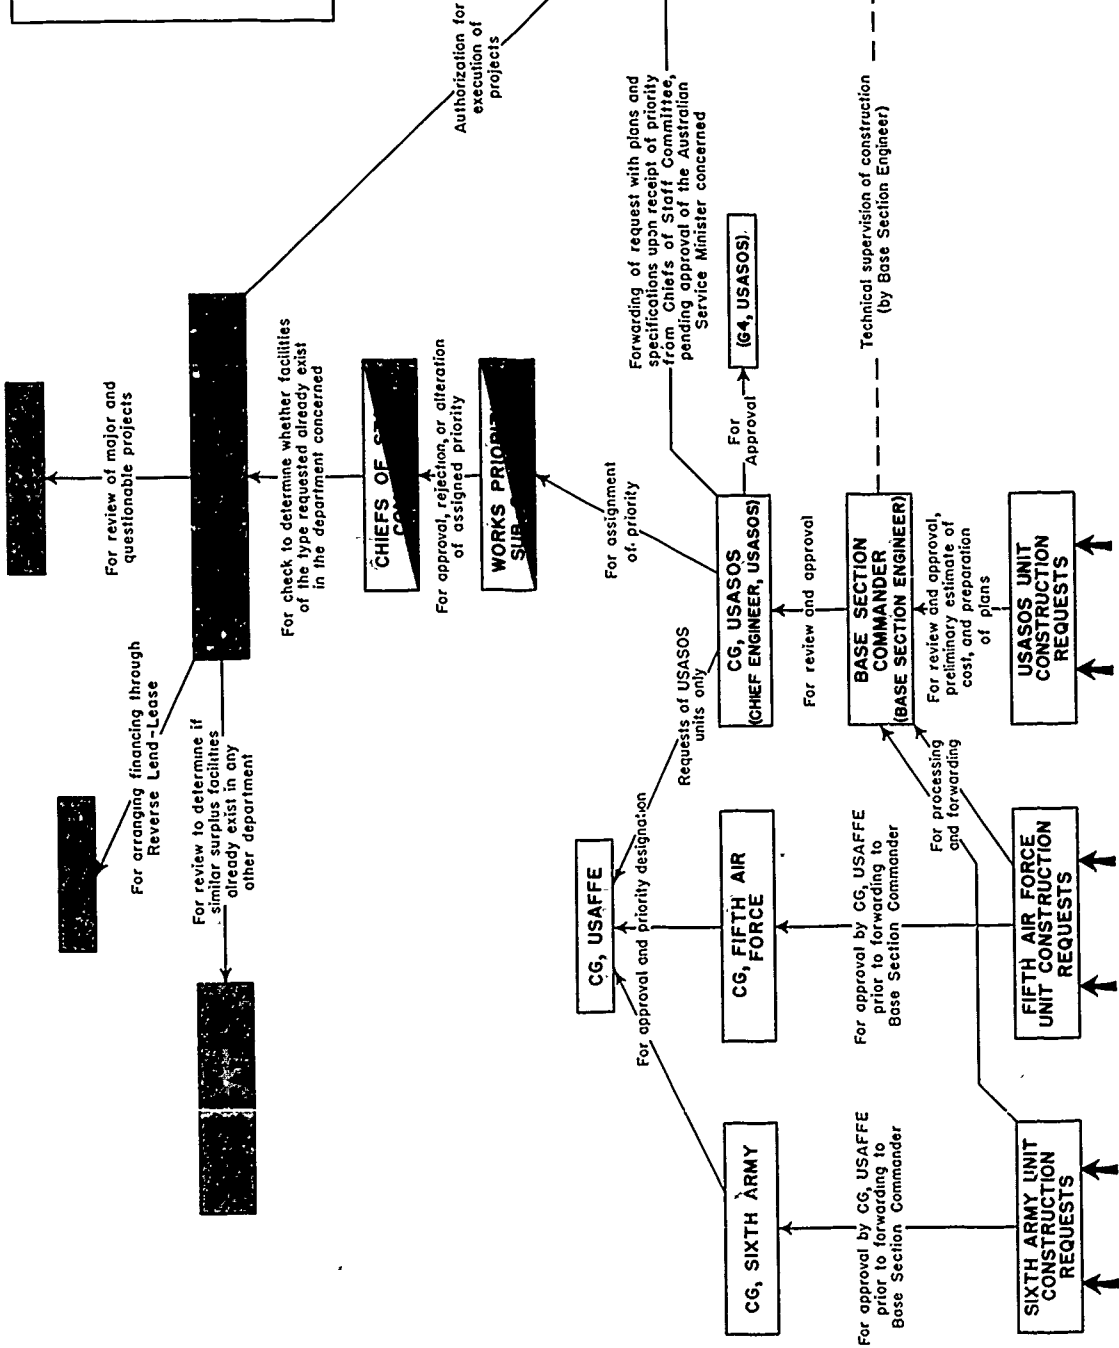 Authorization for
execution of
projects
For review of major and
questionable projects
For arranging financing through
Reverse Lend-Lease
For review to determine if
similar surplus facilities
already exist in any
other department
For check to determine whether facilities
of the type requested already exist
in the department concerned
CHIEFS OF
For approval, rejection, or alteration
of assigned priority
WORKS
SUB
For assignment
of priority
Forwarding of request with plans and
specifications upon receipt of priority
from Chiefs of Staff Committee,
pending approval of the Australian
Service Minister concerned
CG, USAFFE
Requests of USASOS
units only
For approval and priority designation
CG, SIXTH ARMY
CG, FIFTH AIR
FORCE
CG, USASOS
(CHIEF ENGINEER, USASOS)
For
Approval
(G4, USASOS)
For approval by CG, USAFFE
prior to forwarding to
Base Section Commander
For approval by CG, USAFFE
prior to forwarding to
Base Section Commander
For review and approval
BASE SECTION
COMMANDER
(BASE SECTION ENGINEER)
Technical supervision of construction
(by Base Section Engineer)
For processing
and forwarding
For review and approval,
preliminary estimate of
cost, and preparation
of plans
SIXTH ARMY UNIT
CONSTRUCTION
REQUESTS
FIFTH AIR FORCE
UNIT CONSTRUCTION
REQUESTS
USASOS UNIT
CONSTRUCTION
REQUESTS